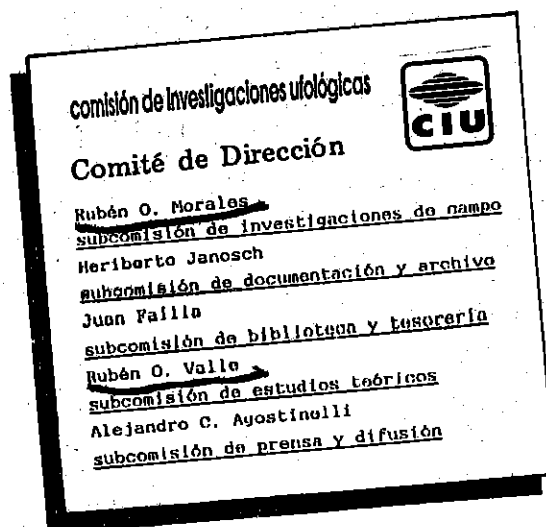 comisión de investigaciones ufológicas
CIU
Comité de Dirección
Rubén O. Morales
subcomisión de investigaciones de campo
Heriberto Janosch
subcomisión de documentación y archivo
Juan Failla
subcomisión de biblioteca y tesorería
Rubén O. Valle
subcomisión de estudios teóricos
Alejandro C. Agostinelli
subcomisión de prensa y difusión